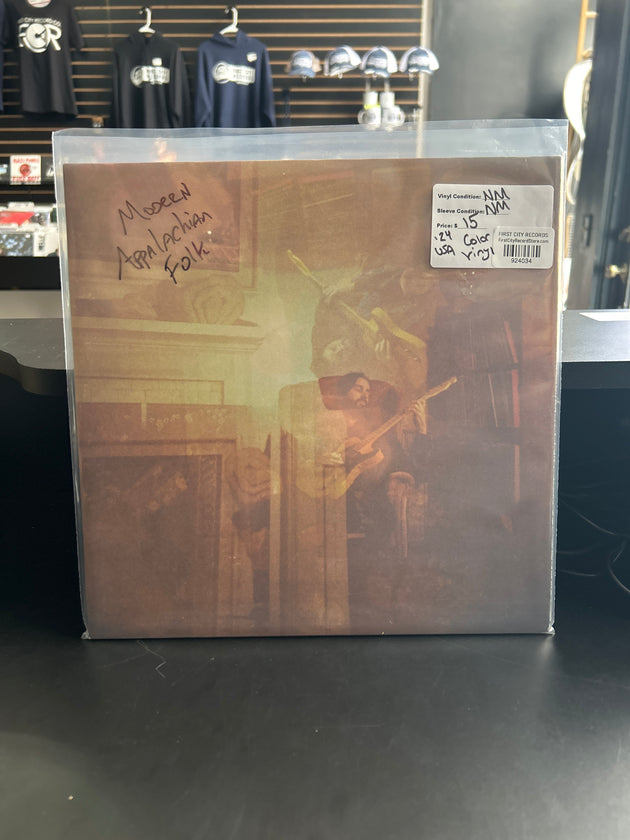 FCR
Modern
Appalachian
Folk
Vinyl Condition: NM
Sleeve Condition: NM
Price: $ 15
.24 Color
USA Vinyl
FIRST CITY RECORDS
FirstCityRecordStore.com
924034